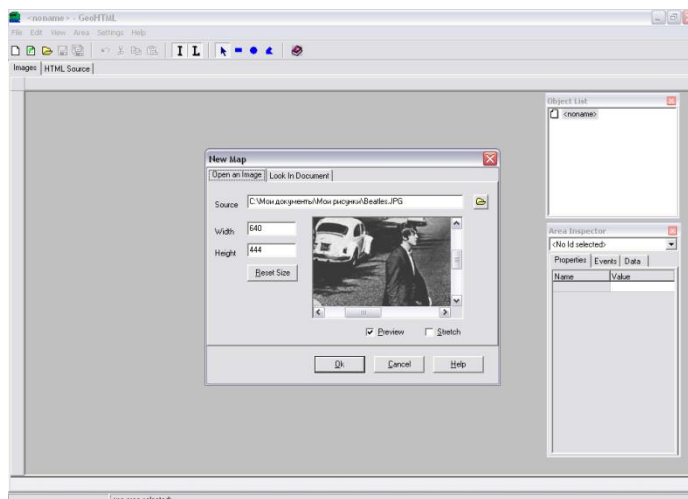 <noname> - GeoHTML
File Edit View Area Settings Help
I L
Images HTML Source
Object List
<noname>
New Map
Open an Image Look In Document
Source C:\Мои документы\Мои рисунки\Beatles.JPG
Width 640
Height 444
Reset Size
Preview Stretch
Ok Cancel Help
Area Inspector
<No Id selected>
Properties Events Data
Name Value